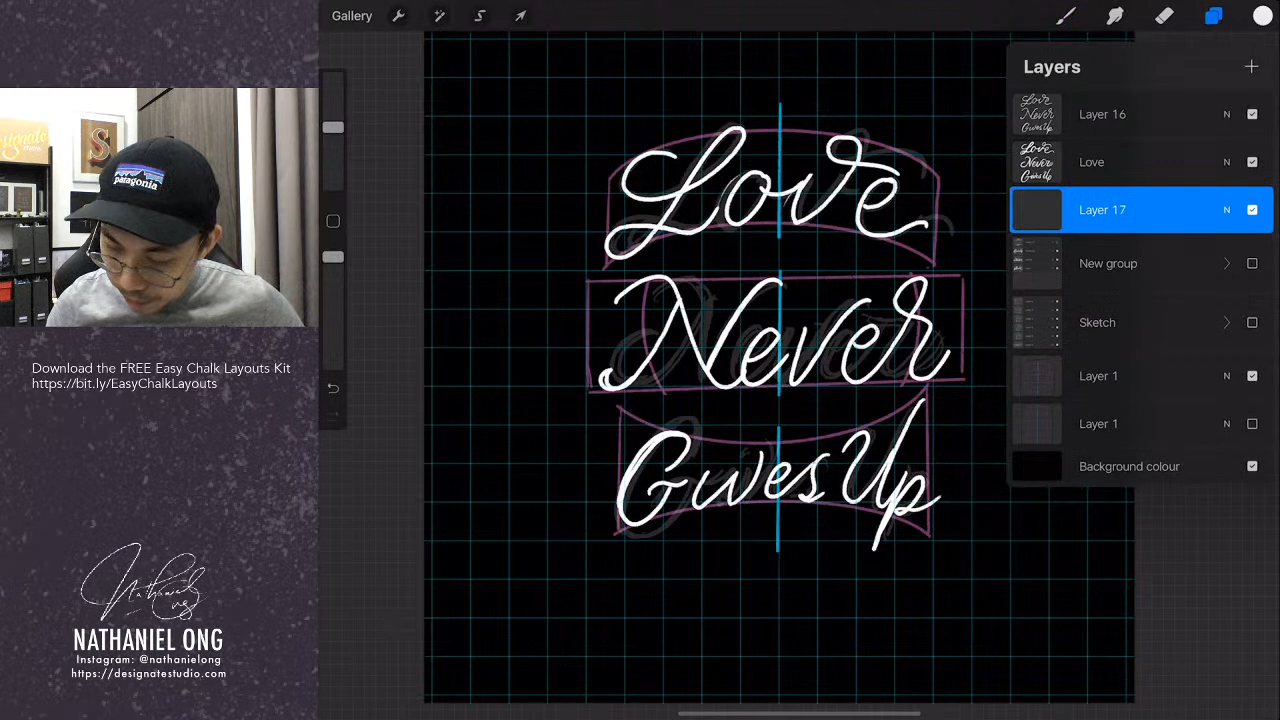 Gallery
Layers
Layer 16 N
Love N
Layer 17 N
New group
Sketch
Layer 1 N
Layer 1 N
Background colour
Love
Never
Gives Up
patagonia
Download the FREE Easy Chalk Layouts Kit
https://bit.ly/EasyChalkLayouts
Nathaniel Ong
NATHANIEL ONG
Instagram: @nathanielong
https://designatestudio.com